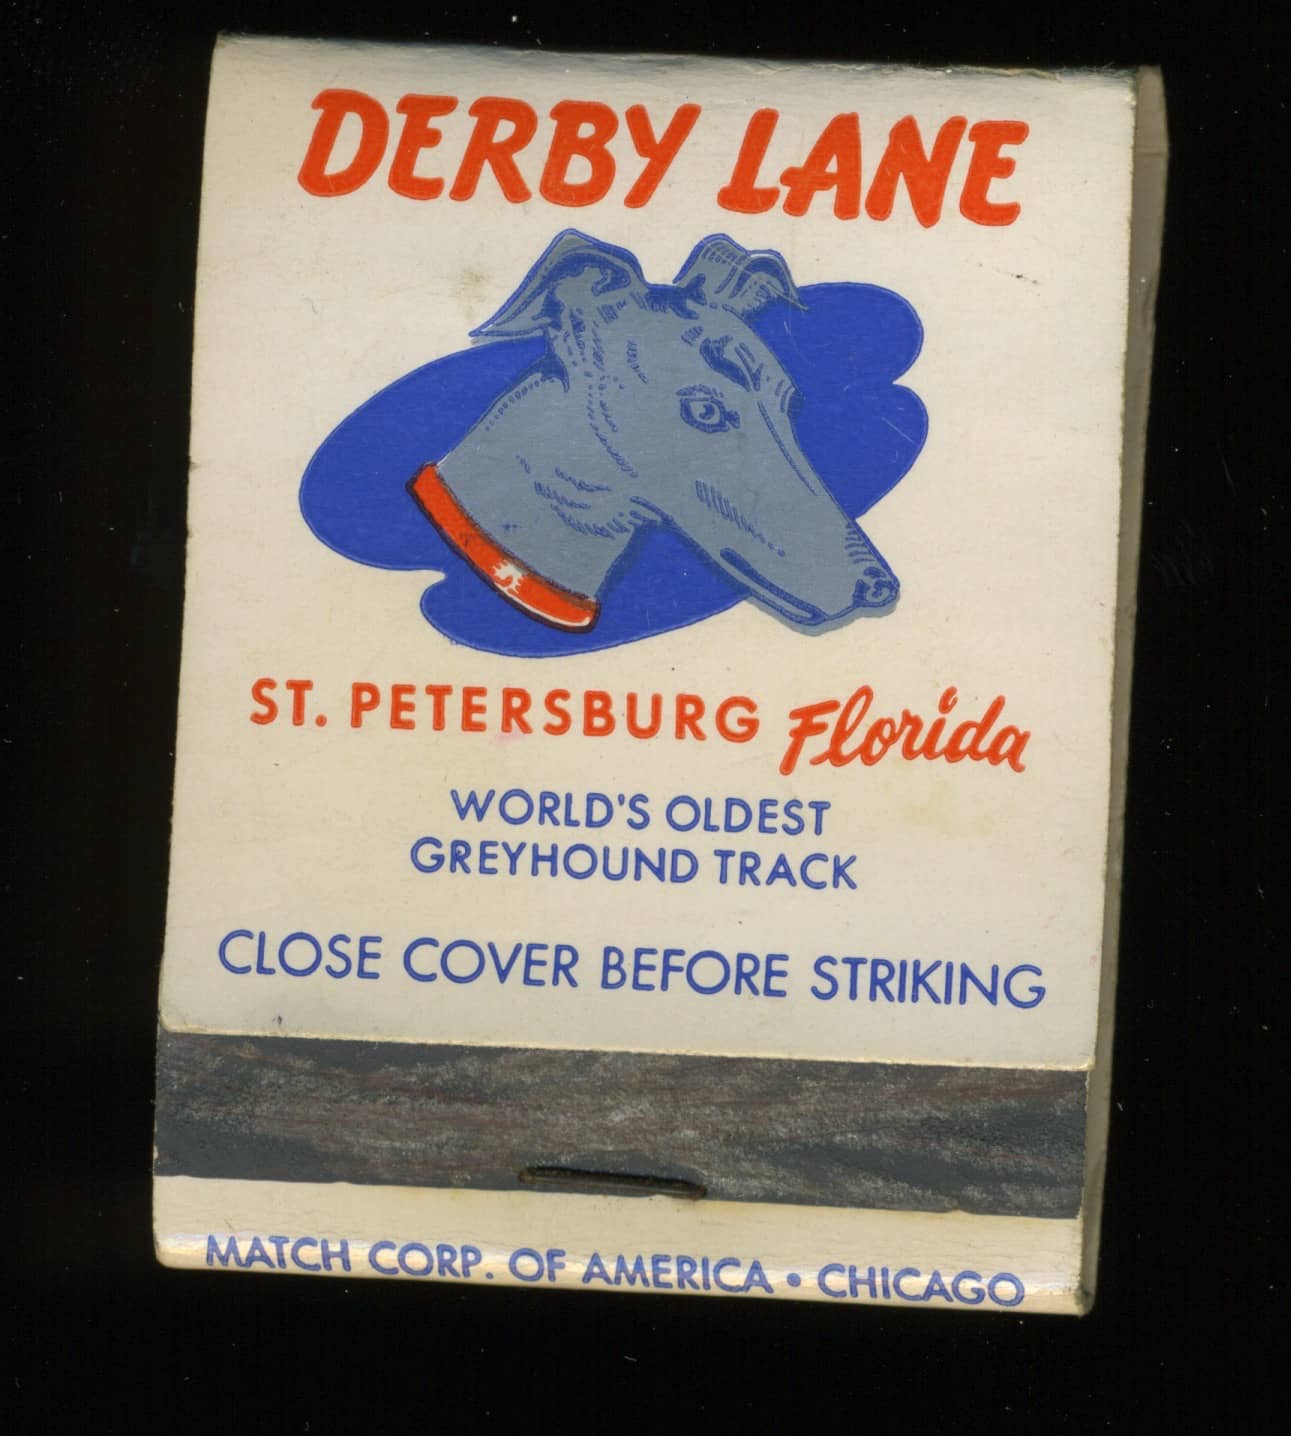 DERBY LANE
ST. PETERSBURG Florida
WORLD'S OLDEST
GREYHOUND TRACK
CLOSE COVER BEFORE STRIKING
MATCH CORP. OF AMERICA • CHICAGO